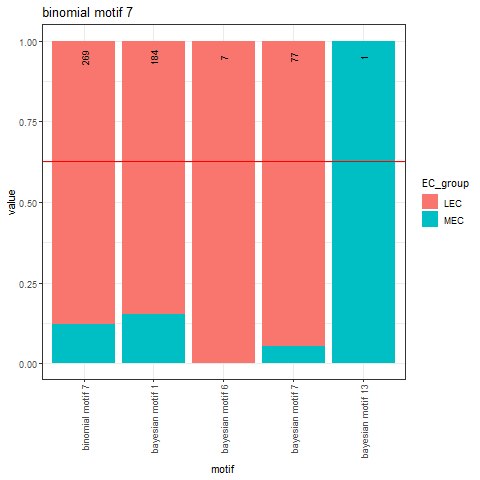 binomial motif 7
1.00
0.75
0.50
0.25
0.00
value
269
184
7
77
1
binomial motif 7
bayesian motif 1
bayesian motif 6
bayesian motif 7
bayesian motif 13
motif
EC_group
LEC
MEC